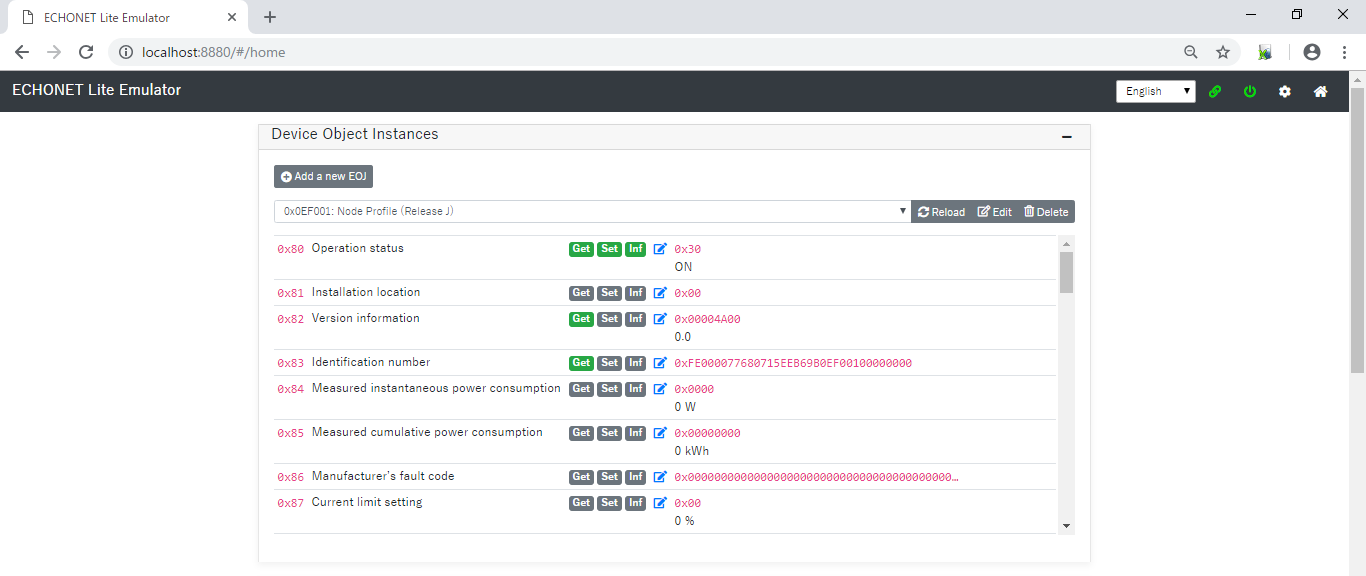 ECHONET Lite Emulator
localhost:8880/#/home
ECHONET Lite Emulator
English
Device Object Instances
Add a new EOJ
0x0EF001: Node Profile (Release J)
Reload Edit Delete
0x80 Operation status Get Set Inf 0x30
ON
0x81 Installation location Get Set Inf 0x00
0x82 Version information Get Set Inf 0x00004A00
0.0
0x83 Identification number Get Set Inf 0xFE000077680715EEB69B0EF00100000000
0x84 Measured instantaneous power consumption Get Set Inf 0x0000
0 W
0x85 Measured cumulative power consumption Get Set Inf 0x00000000
0 kWh
0x86 Manufacturer's fault code Get Set Inf 0x0000000000000000000000000000000000000000…
0x87 Current limit setting Get Set Inf 0x00
0 %